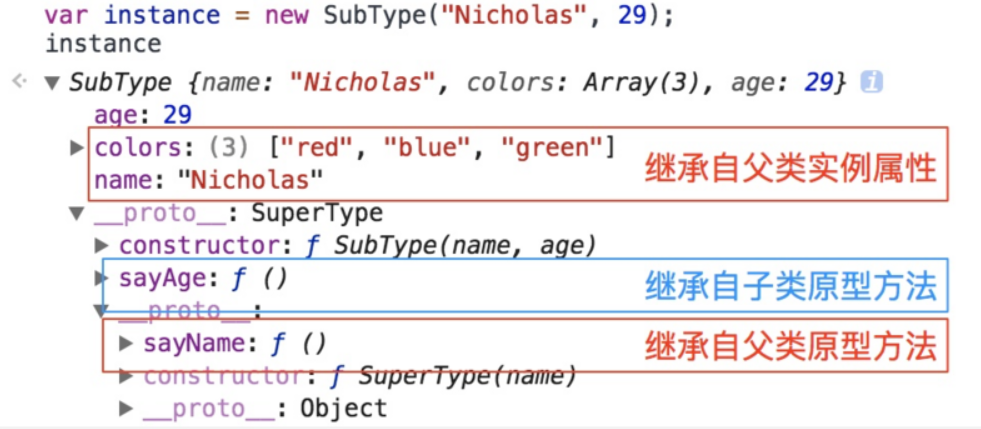 var instance = new SubType("Nicholas", 29);
instance
SubType {name: "Nicholas", colors: Array(3), age: 29} i
age: 29
colors: (3) ["red", "blue", "green"]
name: "Nicholas"
继承自父类实例属性
__proto__: SuperType
constructor: ƒ SubType(name, age)
sayAge: ƒ () 继承自子类原型方法
__proto__:
sayName: ƒ () 继承自父类原型方法
constructor: ƒ SuperType(name)
__proto__: Object